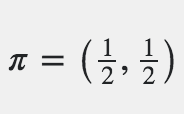 π = (1/2, 1/2)